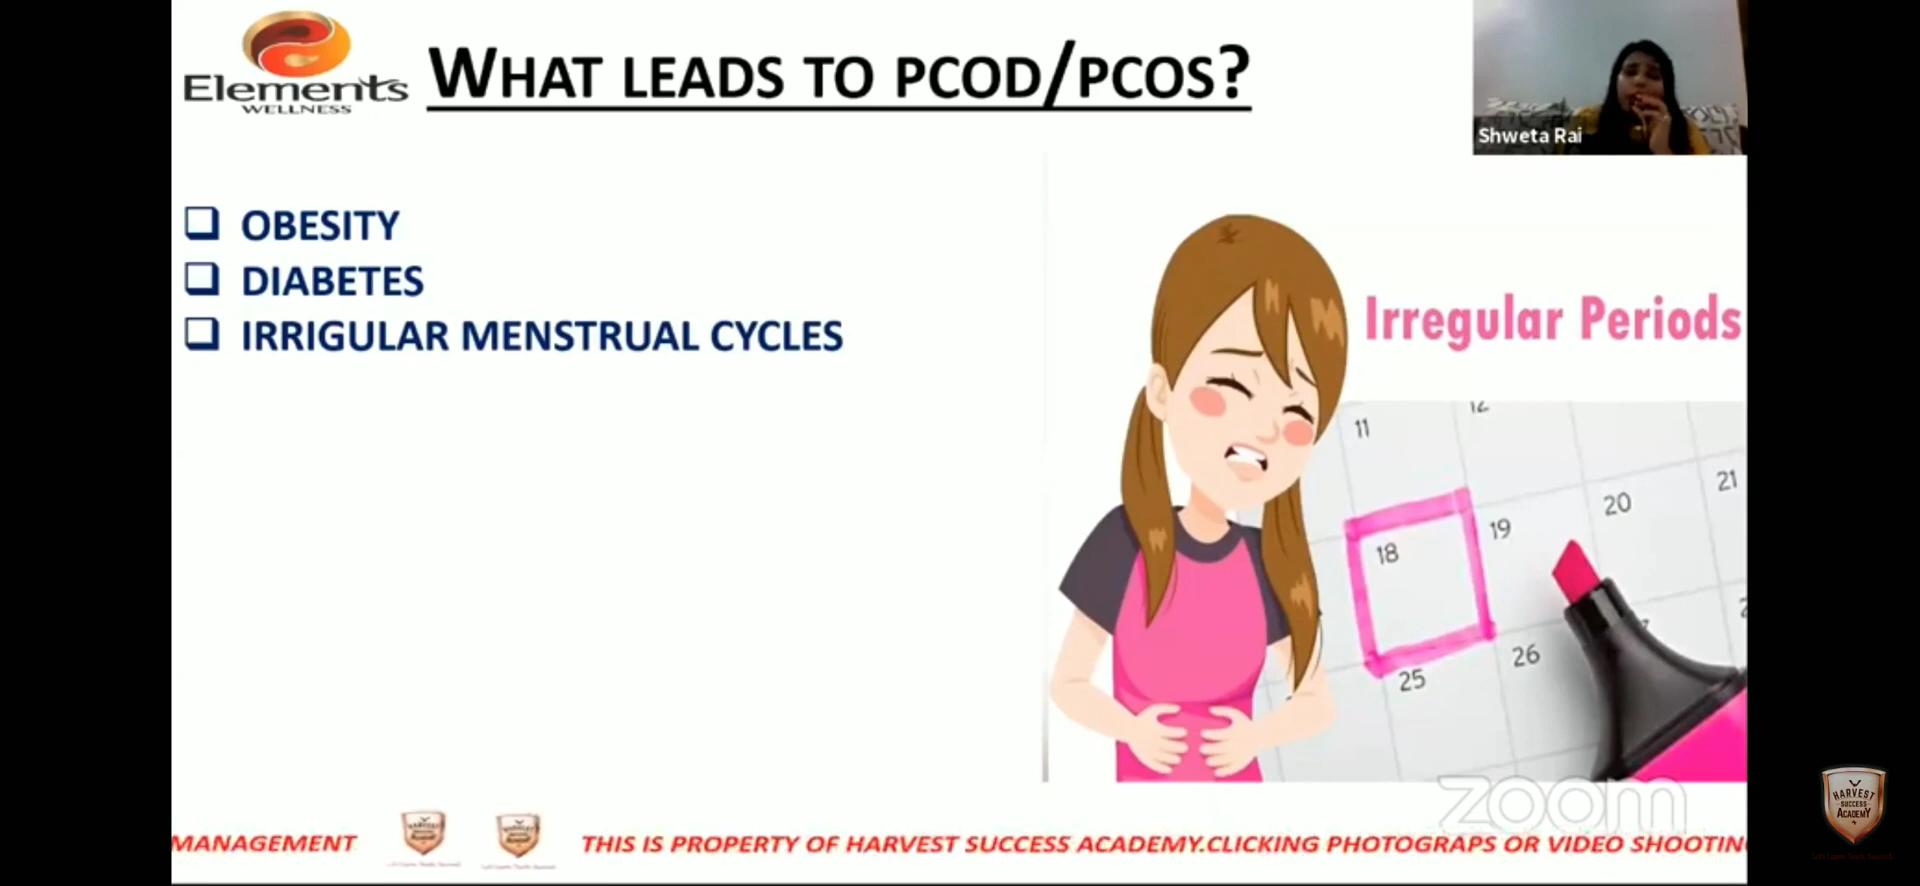 Elements
WELLNESS
WHAT LEADS TO PCOD/PCOS?
Shweta Rai
OBESITY
DIABETES
IRRIGULAR MENSTRUAL CYCLES
Irregular Periods
11
12
18
19
20
21
25
26
zoom
HARVEST
SUCCESS
ACADEMY
MANAGEMENT
THIS IS PROPERTY OF HARVEST SUCCESS ACADEMY.CLICKING PHOTOGRAPS OR VIDEO SHOOTIN